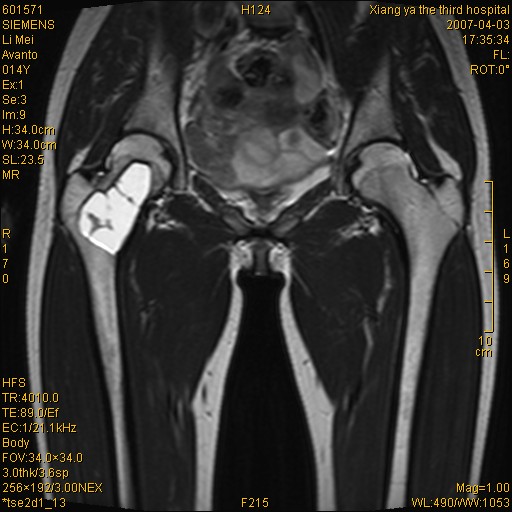 601571
SIEMENS
Li Mei
Avanto
014Y
Ex:1
Se:3
Im:9
H:34.0cm
W:34.0cm
SL:23.5
MR
H124
Xiang ya the third hospital
2007-04-03
17:35:34
FL:
ROT:0°
R
1
7
0
L
1
6
9
10
cm
HFS
TR:4010.0
TE:89.0/Ef
EC:1/21.1kHz
Body
FOV:34.0×34.0
3.0thk/3.6sp
256×192/3.00NEX
*tse2d1_13
F215
Mag=1.00
WL:490/WW:1053